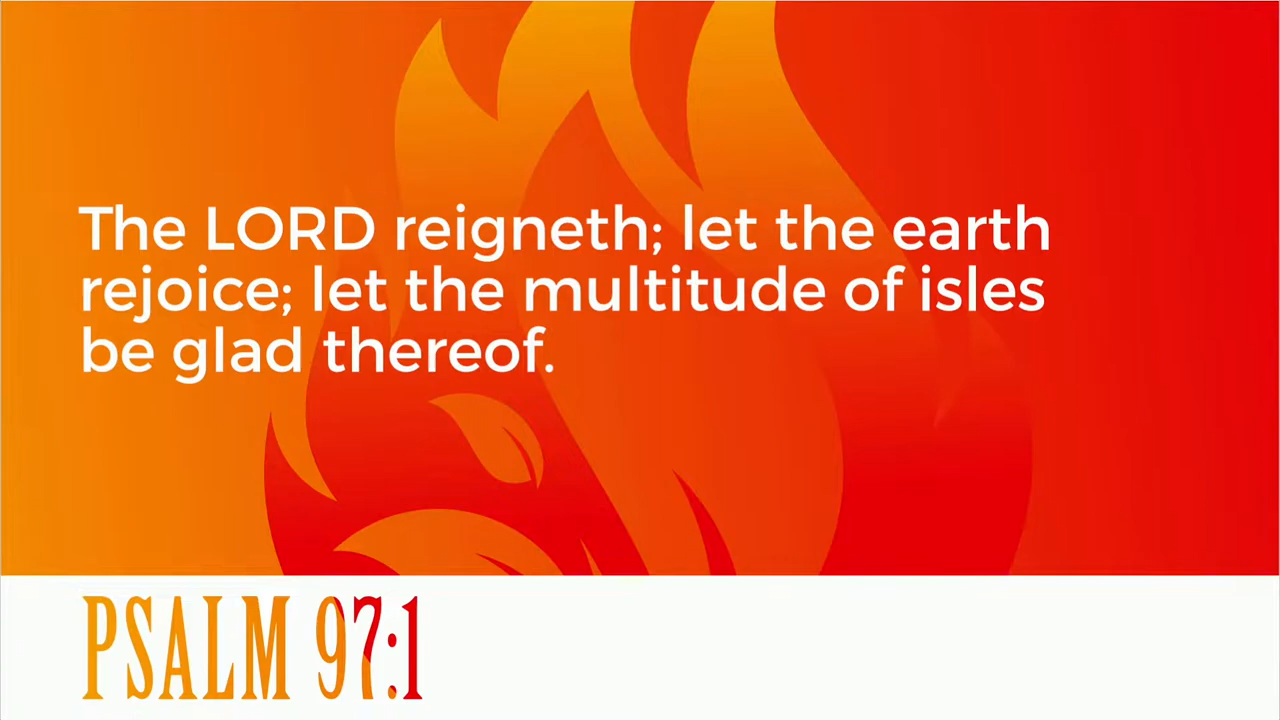 The LORD reigneth; let the earth
rejoice; let the multitude of isles
be glad thereof.
PSALM 97:1